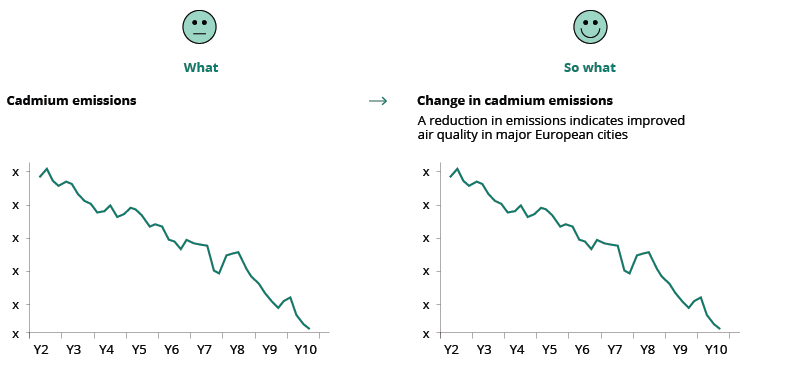 What
So what
Cadmium emissions
→
Change in cadmium emissions
A reduction in emissions indicates improved
air quality in major European cities
x
x
x
x
x
x
Y2 Y3 Y4 Y5 Y6 Y7 Y8 Y9 Y10
x
x
x
x
x
x
Y2 Y3 Y4 Y5 Y6 Y7 Y8 Y9 Y10